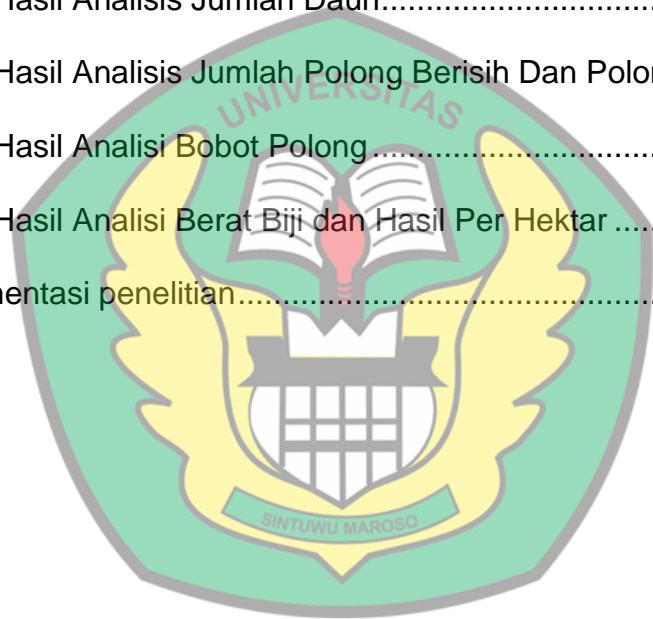 Hasil Analisis Jumlah Daun....................................
Hasil Analisis Jumlah Polong Berisih Dan Polon
UNIVERSITAS
Hasil Analisi Bobot Polong....................................
Hasil Analisi Berat Biji dan Hasil Per Hektar .....
mentasi penelitian....................................................
SINTUWU MAROSO